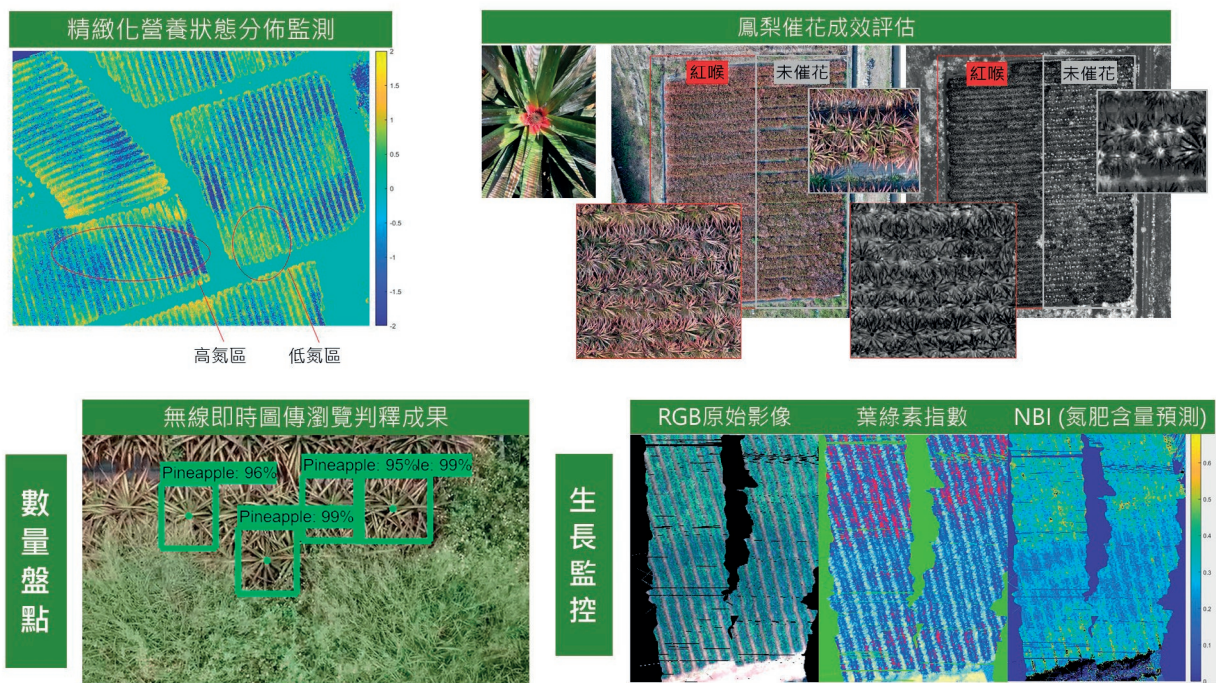 精緻化營養狀態分佈監測
2
1.5
1
0.5
0
-0.5
-1
-1.5
-2
高氮區
低氮區
鳳梨催花成效評估
紅喉
未催花
紅喉
未催花
數量盤點
無線即時圖傳瀏覽判釋成果
Pineapple: 96%
Pineapple: 95%
le: 99%
Pineapple: 99%
生長監控
RGB原始影像
葉綠素指數
NBI (氮肥含量預測)
0.6
0.5
0.4
0.3
0.2
0.1
0